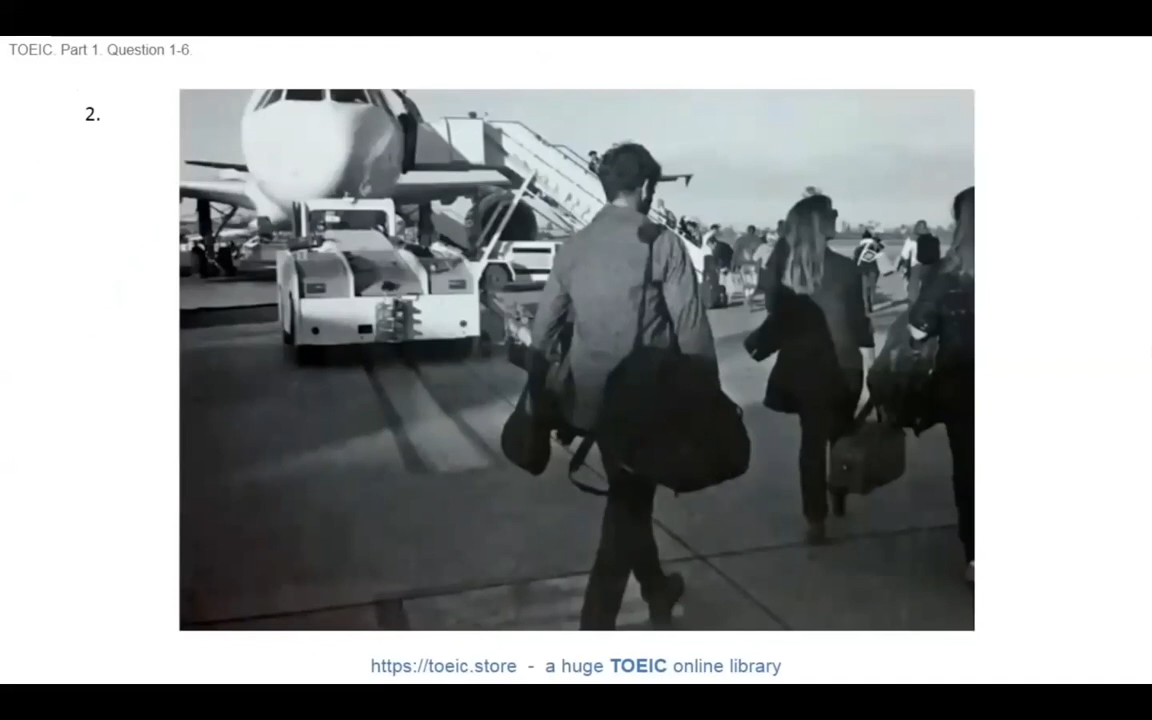 TOEIC. Part 1. Question 1-6.
2.
https://toeic.store - a huge TOEIC online library